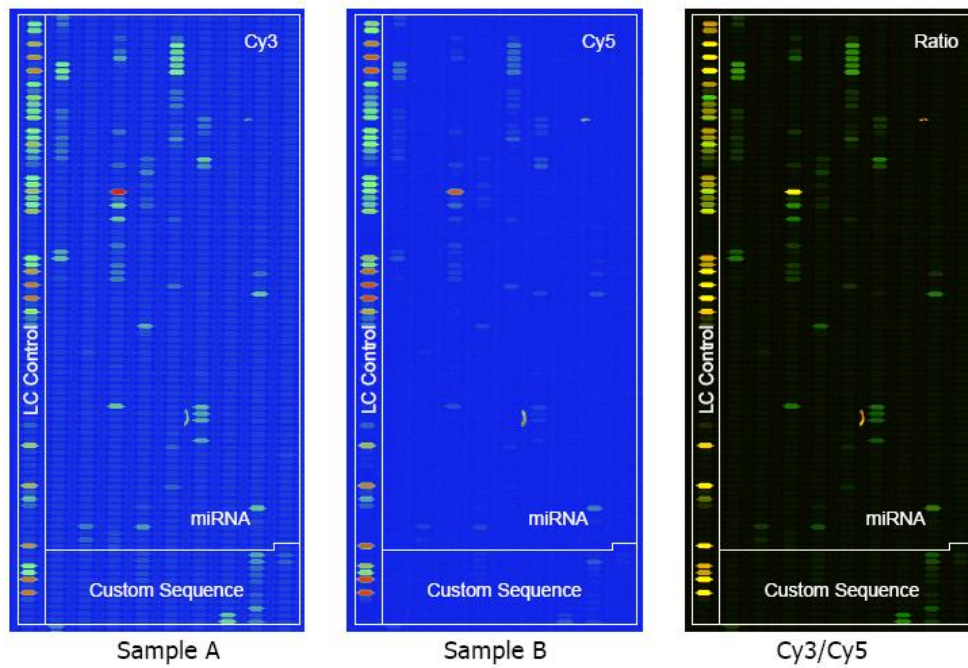 Cy3
LC Control
miRNA
Custom Sequence
Sample A
Cy5
LC Control
miRNA
Custom Sequence
Sample B
Ratio
LC Control
miRNA
Custom Sequence
Cy3/Cy5